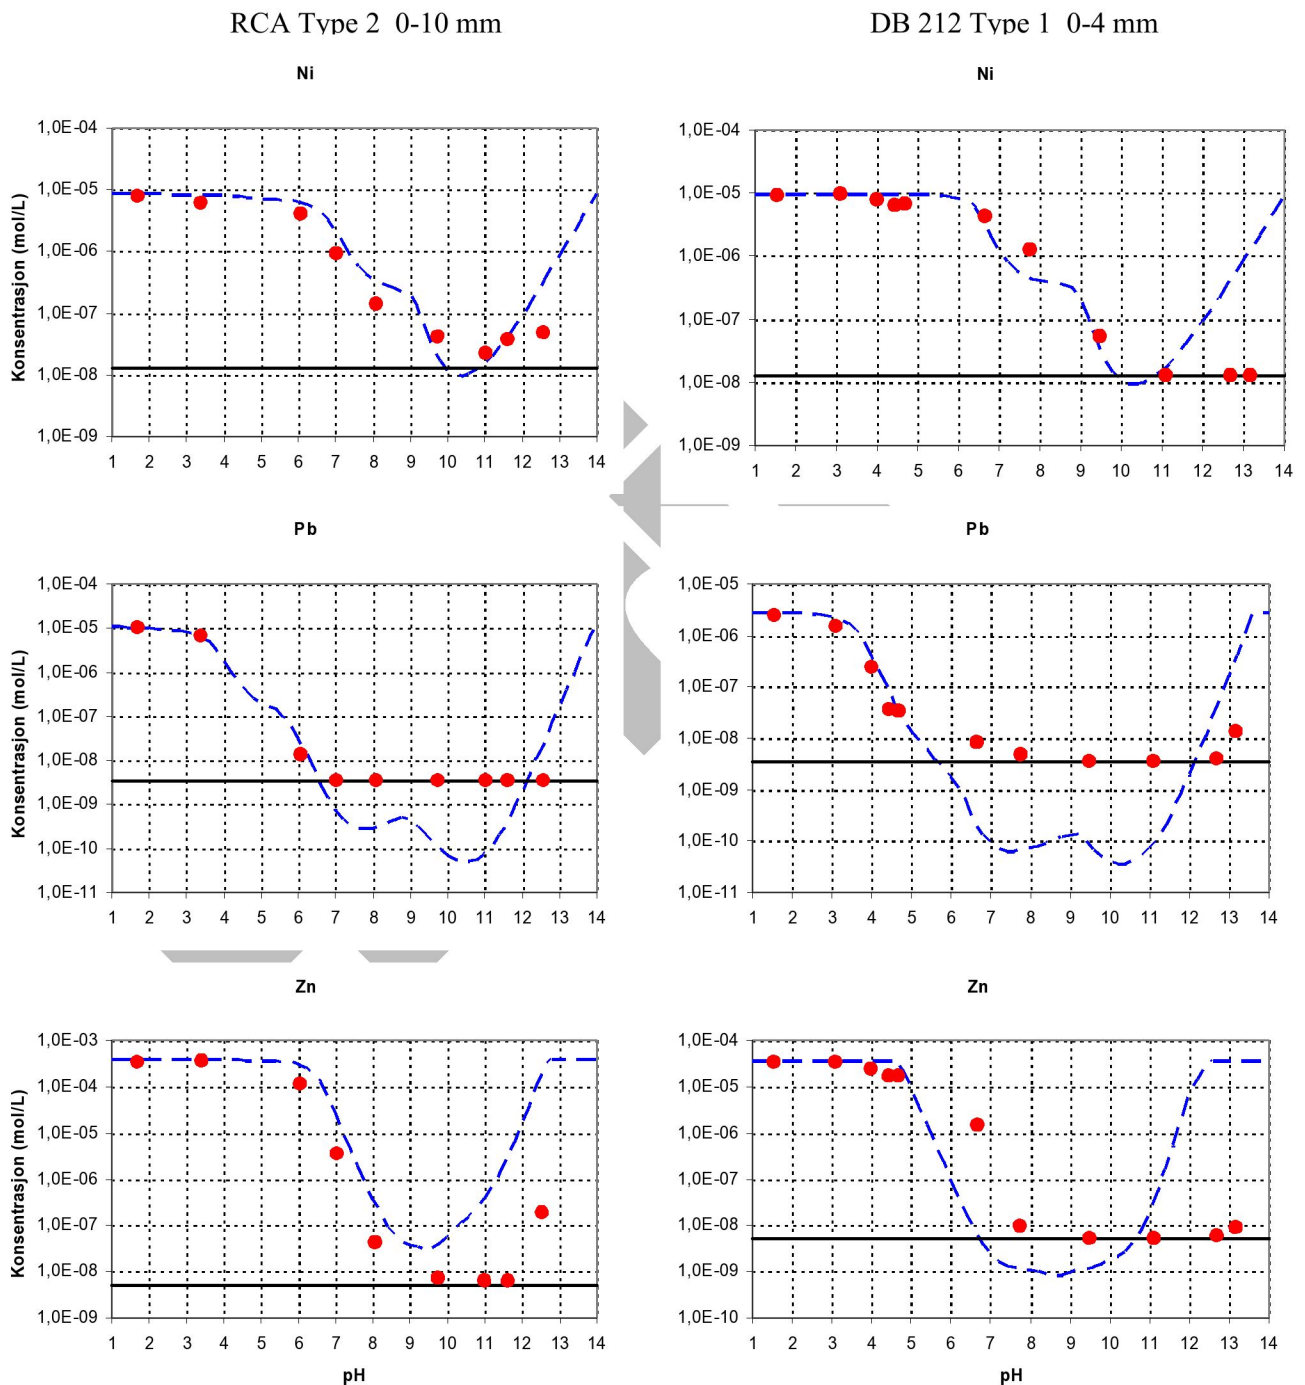 RCA Type 2 0-10 mm
DB 212 Type 1 0-4 mm
Ni
Konsentrasjon (mol/L)
1,0E-04
1,0E-05
1,0E-06
1,0E-07
1,0E-08
1,0E-09
1 2 3 4 5 6 7 8 9 10 11 12 13 14
Ni
1,0E-04
1,0E-05
1,0E-06
1,0E-07
1,0E-08
1,0E-09
1 2 3 4 5 6 7 8 9 10 11 12 13 14
Pb
Konsentrasjon (mol/L)
1,0E-04
1,0E-05
1,0E-06
1,0E-07
1,0E-08
1,0E-09
1,0E-10
1,0E-11
1 2 3 4 5 6 7 8 9 10 11 12 13 14
Pb
1,0E-05
1,0E-06
1,0E-07
1,0E-08
1,0E-09
1,0E-10
1,0E-11
1 2 3 4 5 6 7 8 9 10 11 12 13 14
Zn
Konsentrasjon (mol/L)
1,0E-03
1,0E-04
1,0E-05
1,0E-06
1,0E-07
1,0E-08
1,0E-09
1 2 3 4 5 6 7 8 9 10 11 12 13 14
pH
Zn
1,0E-04
1,0E-05
1,0E-06
1,0E-07
1,0E-08
1,0E-09
1,0E-10
1 2 3 4 5 6 7 8 9 10 11 12 13 14
pH